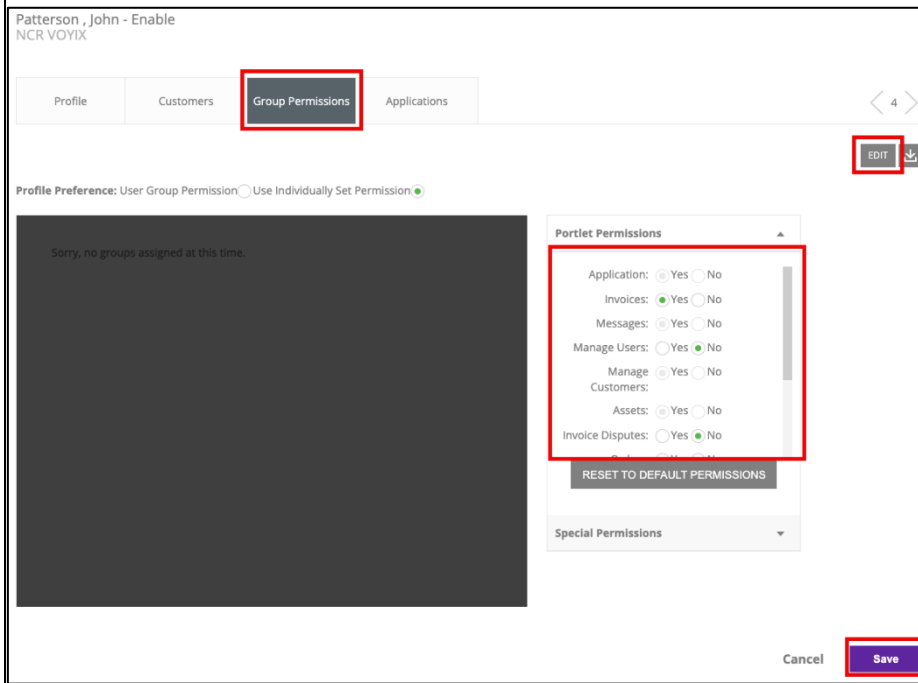 Patterson , John - Enable
NCR VOYIX
Profile Customers Group Permissions Applications
4
EDIT
Profile Preference: User Group Permission Use Individually Set Permission
Sorry, no groups assigned at this time.
Portlet Permissions
Application: Yes No
Invoices: Yes No
Messages: Yes No
Manage Users: Yes No
Manage Customers: Yes No
Assets: Yes No
Invoice Disputes: Yes No
RESET TO DEFAULT PERMISSIONS
Special Permissions
Cancel Save